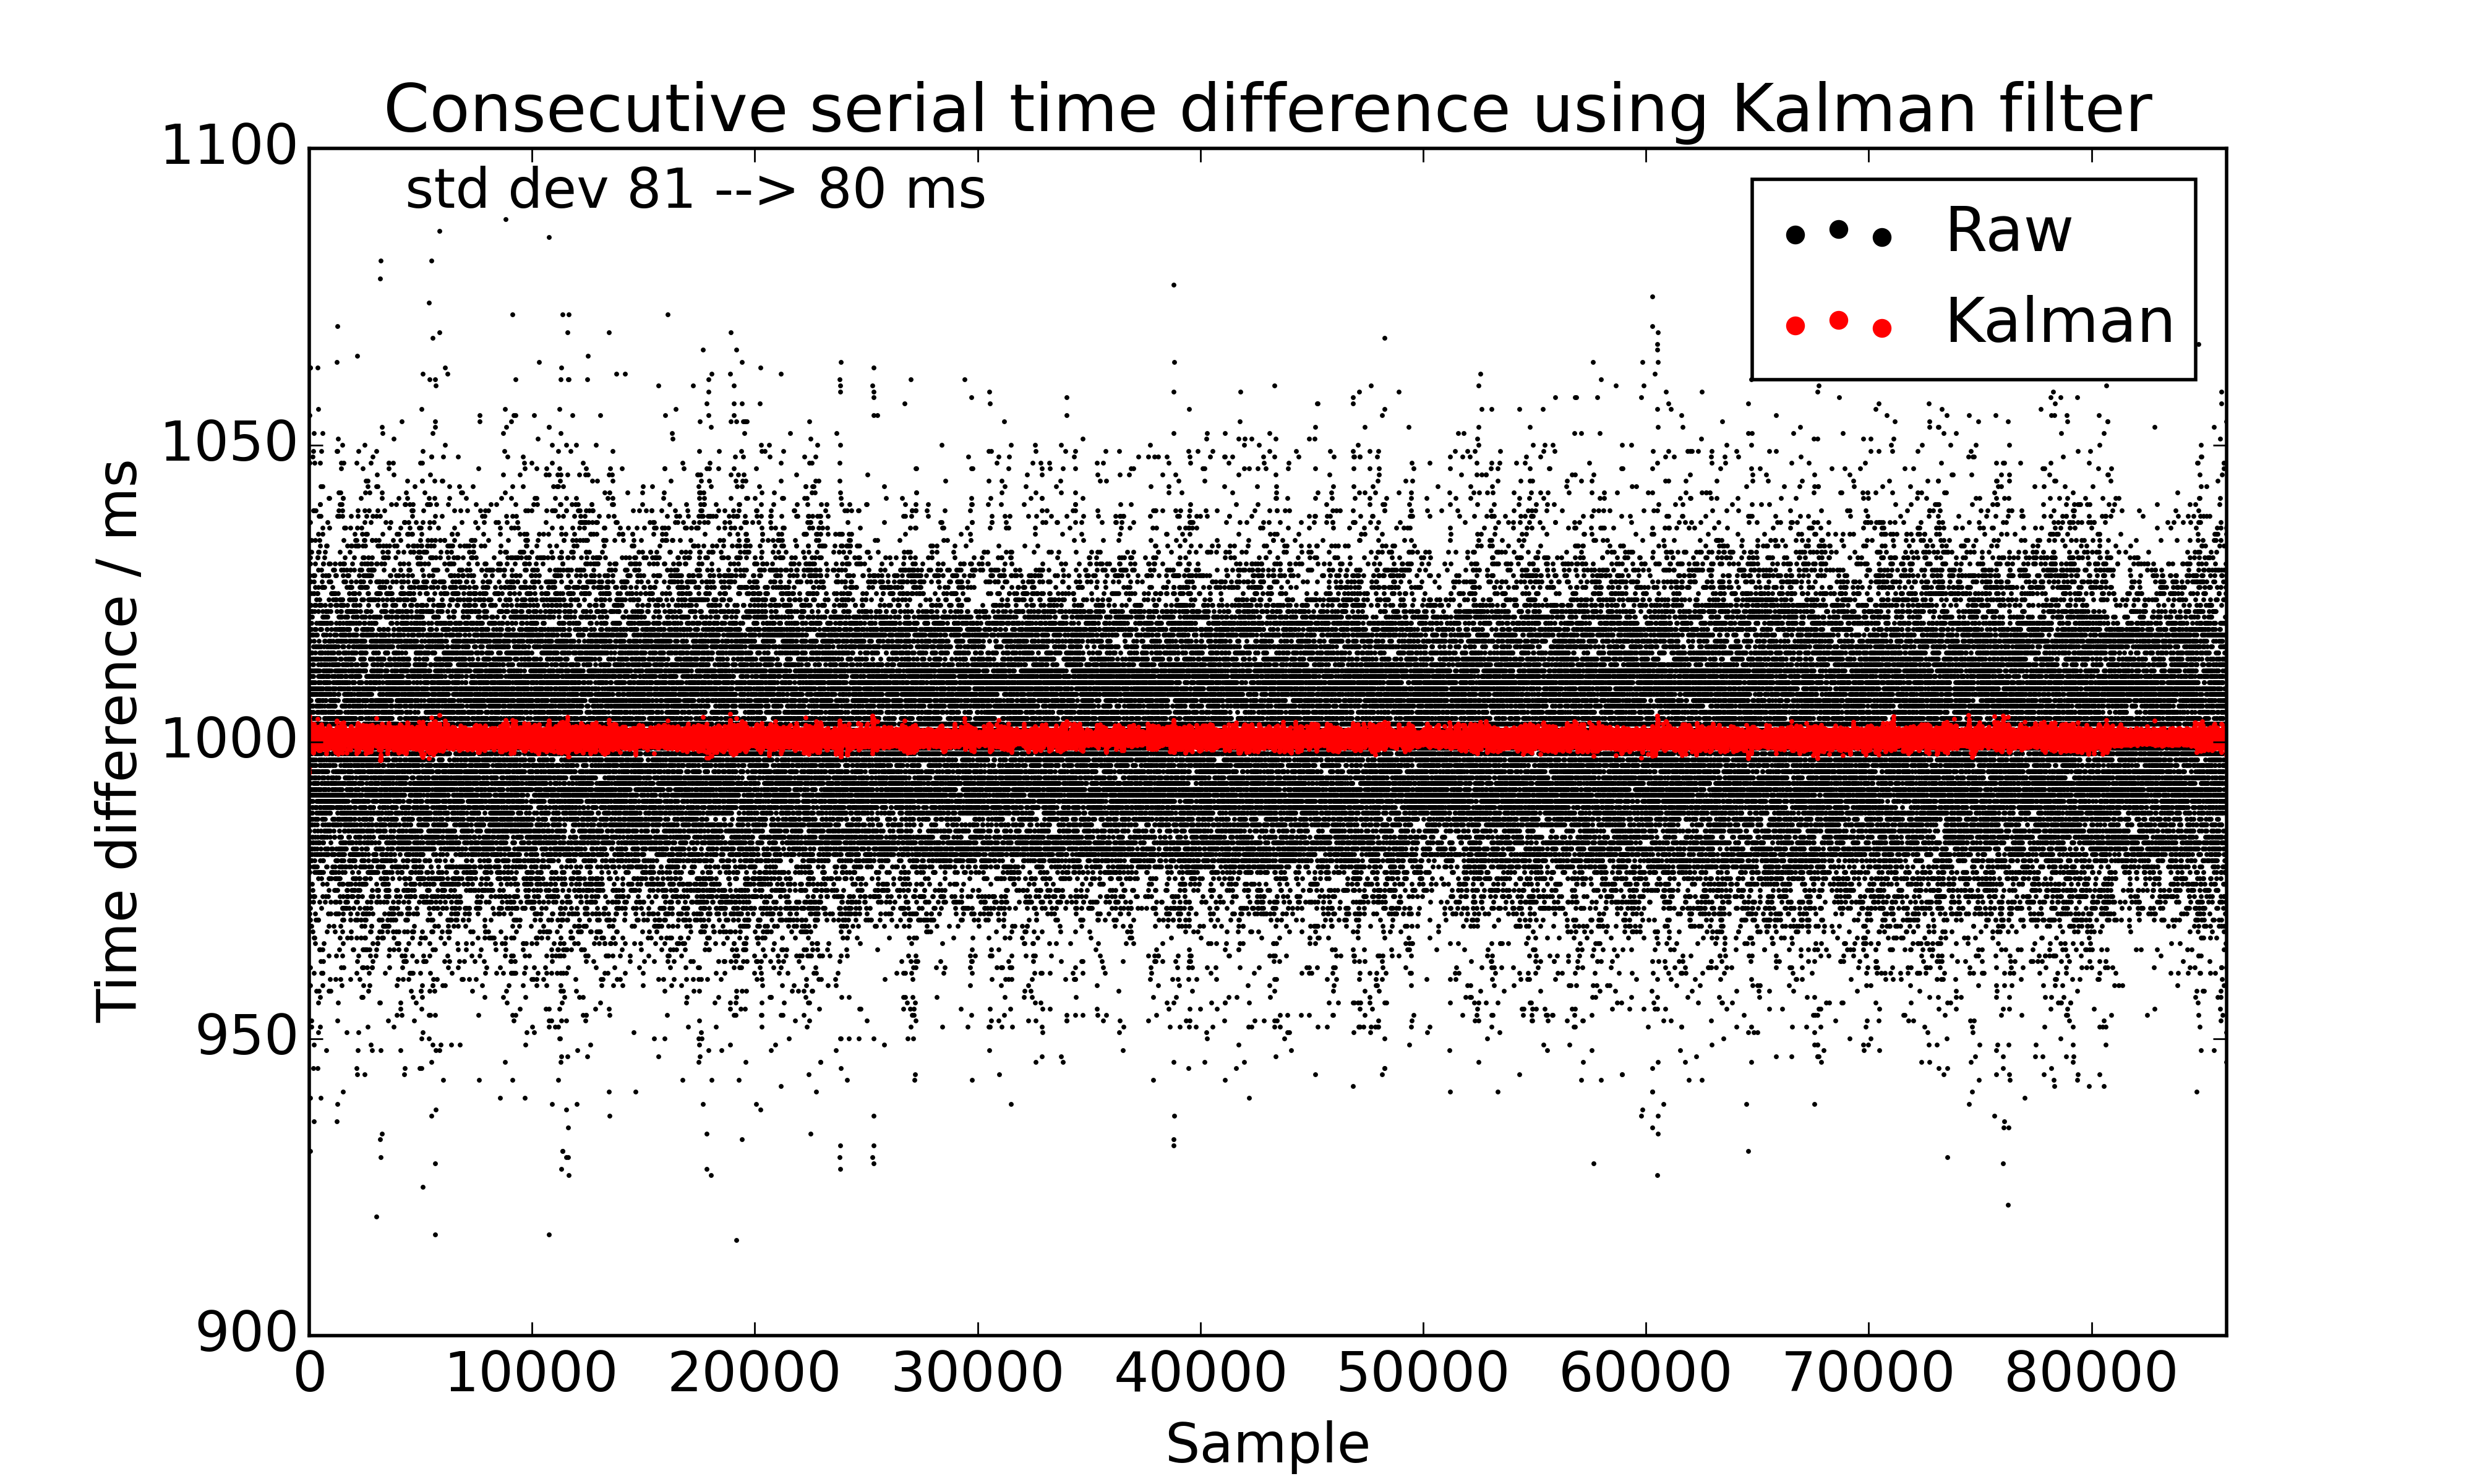 Consecutive serial time difference using Kalman filter
std dev 81 --> 80 ms
Raw
Kalman
Time difference / ms
1100
1050
1000
950
900
0 10000 20000 30000 40000 50000 60000 70000 80000
Sample